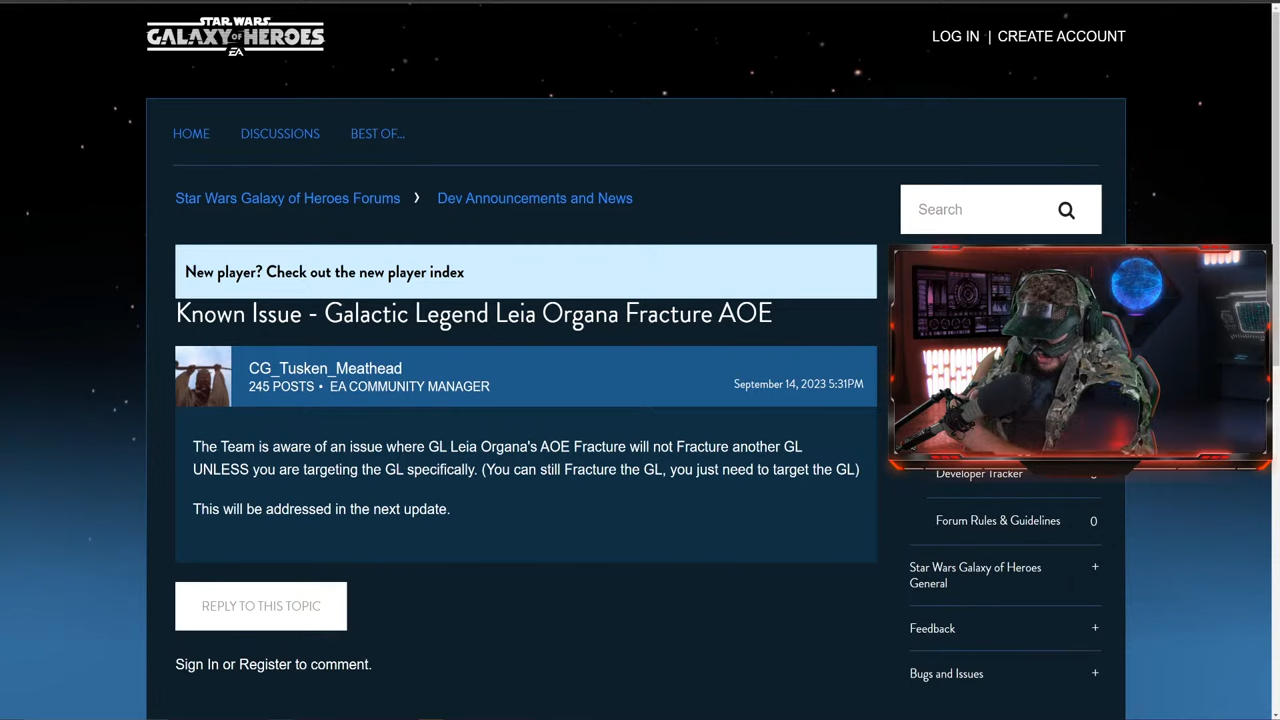 STAR WARS
GALAXY OF HEROES
EA
LOG IN | CREATE ACCOUNT
HOME DISCUSSIONS BEST OF...
Star Wars Galaxy of Heroes Forums › Dev Announcements and News
Search
New player? Check out the new player index
Known Issue - Galactic Legend Leia Organa Fracture AOE
CG_Tusken_Meathead
245 POSTS • EA COMMUNITY MANAGER
September 14, 2023 5:31PM
The Team is aware of an issue where GL Leia Organa's AOE Fracture will not Fracture another GL
UNLESS you are targeting the GL specifically. (You can still Fracture the GL, you just need to target the GL)
This will be addressed in the next update.
REPLY TO THIS TOPIC
Sign In or Register to comment.
Developer Tracker
Forum Rules & Guidelines 0
Star Wars Galaxy of Heroes +
General
Feedback +
Bugs and Issues +